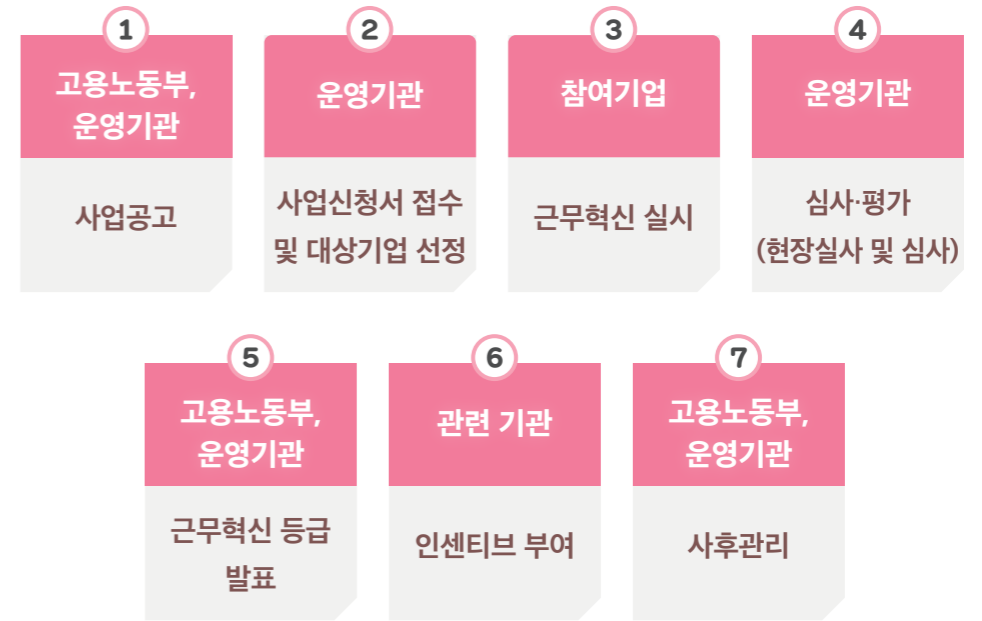 1
고용노동부,
운영기관
사업공고
2
운영기관
사업신청서 접수
및 대상기업 선정
3
참여기업
근무혁신 실시
4
운영기관
심사·평가
(현장실사 및 심사)
5
고용노동부,
운영기관
근무혁신 등급
발표
6
관련 기관
인센티브 부여
7
고용노동부,
운영기관
사후관리